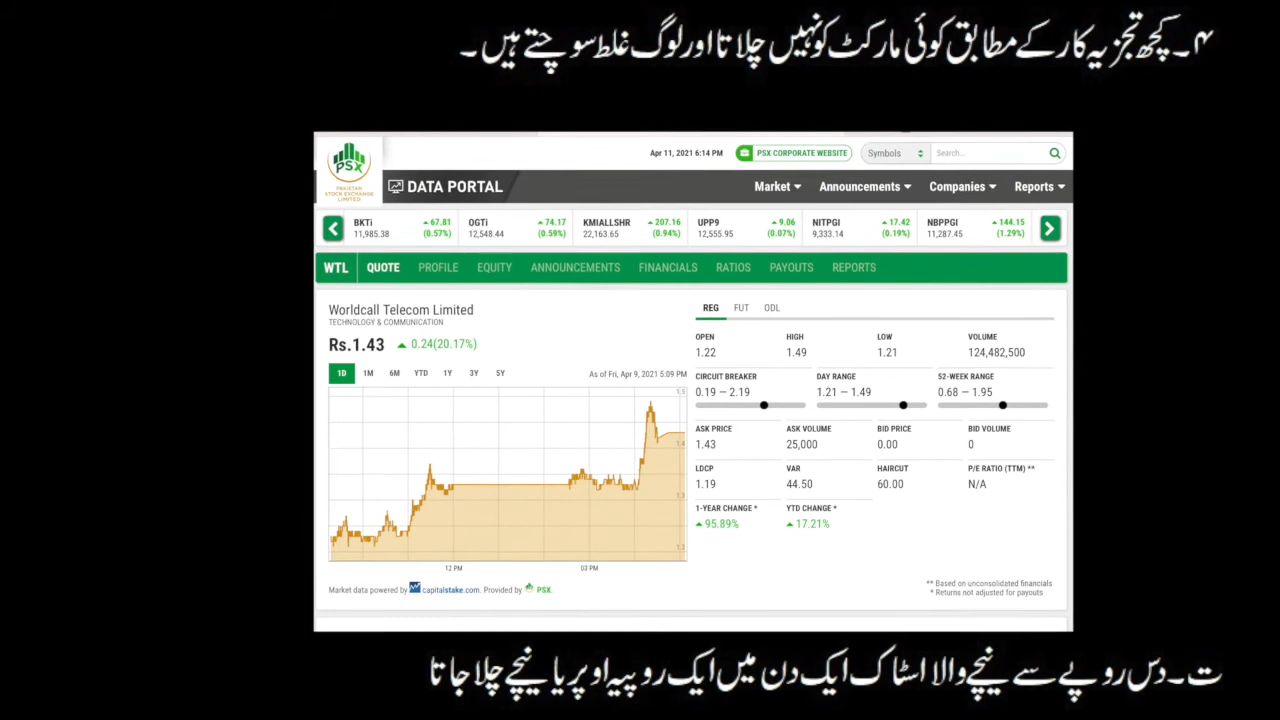 ۴۔ کچھ تجزیہ کار کے مطابق کوئی مارکٹ کو نہیں چلاتا اور لوگ غلط سوچتے ہیں۔
PSX
PAKISTAN
STOCK EXCHANGE
LIMITED
Apr 11, 2021 6:14 PM
PSX CORPORATE WEBSITE
Symbols
Search...
DATA PORTAL
Market Announcements Companies Reports
BKTi 67.81 OGTi 74.17 KMIALLSHR 207.16 UPP9 9.06 NITPGI 17.42 NBPPGI 144.15
11,985.38 (0.57%) 12,548.44 (0.59%) 22,163.65 (0.94%) 12,555.95 (0.07%) 9,333.14 (0.19%) 11,287.45 (1.29%)
WTL QUOTE PROFILE EQUITY ANNOUNCEMENTS FINANCIALS RATIOS PAYOUTS REPORTS
Worldcall Telecom Limited
TECHNOLOGY & COMMUNICATION
Rs.1.43 0.24(20.17%)
1D 1M 6M YTD 1Y 3Y 5Y
As of Fri, Apr 9, 2021 5:09 PM
1.5
1.4
1.3
1.2
12 PM 03 PM
Market data powered by capitalstake.com. Provided by PSX.
REG FUT ODL
OPEN HIGH LOW VOLUME
1.22 1.49 1.21 124,482,500
CIRCUIT BREAKER DAY RANGE 52-WEEK RANGE
0.19 — 2.19 1.21 — 1.49 0.68 — 1.95
ASK PRICE ASK VOLUME BID PRICE BID VOLUME
1.43 25,000 0.00 0
LDCP VAR HAIRCUT P/E RATIO (TTM) **
1.19 44.50 60.00 N/A
1-YEAR CHANGE * YTD CHANGE *
95.89% 17.21%
** Based on unconsolidated financials
* Returns not adjusted for payouts
ت۔ دس روپے سے نیچے والا اسٹاک ایک دن میں ایک روپیہ اوپر یا نیچے چلا جاتا